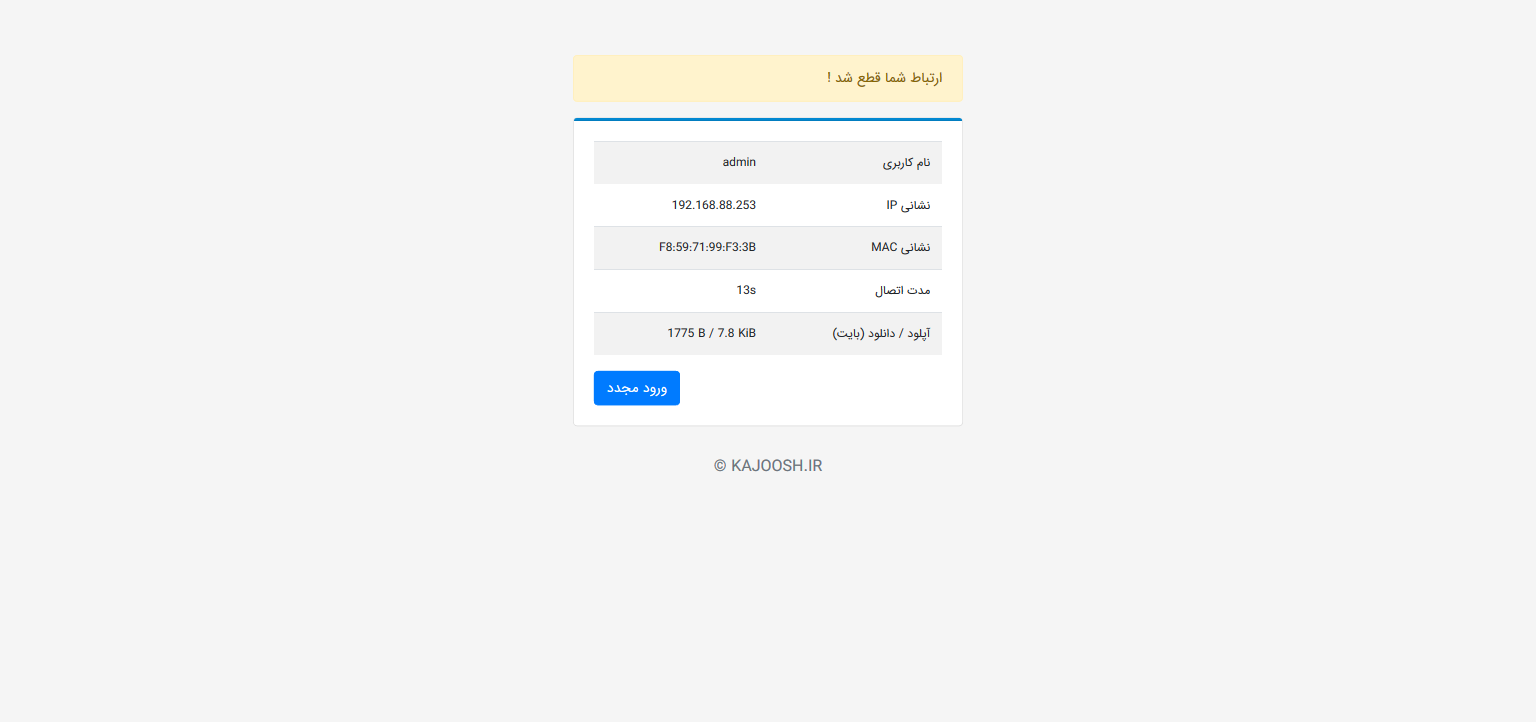 ارتباط شما قطع شد !
نام کاربری admin
نشانی IP 192.168.88.253
نشانی MAC F8:59:71:99:F3:3B
مدت اتصال 13s
آپلود / دانلود (بایت) 1775 B / 7.8 KiB
ورود مجدد
© KAJOOSH.IR